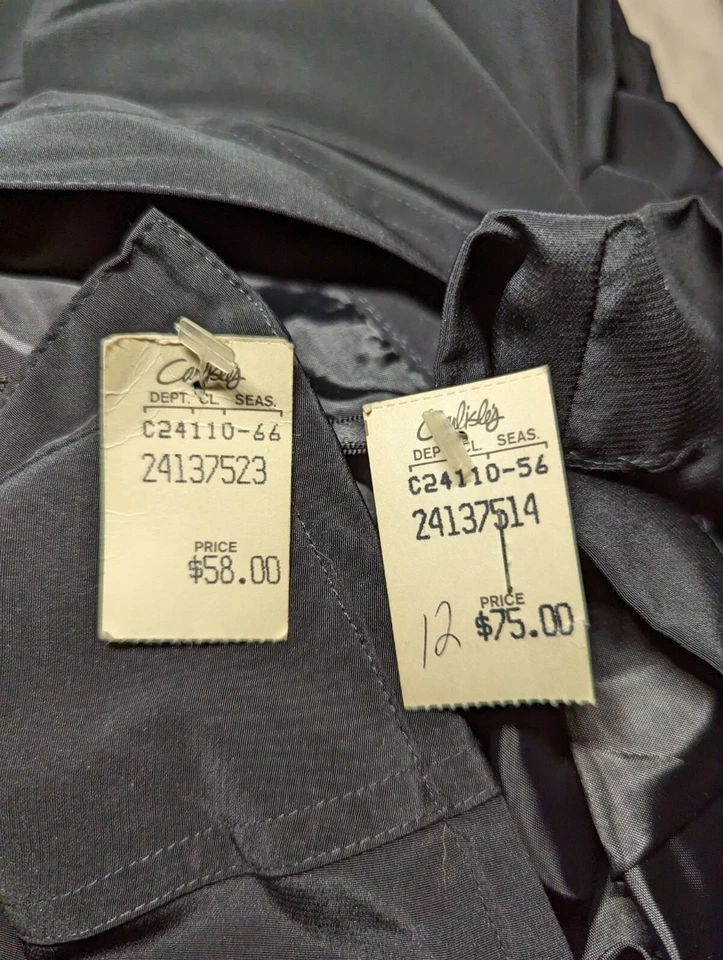 Carlisle's
DEPT. CL. SEAS.
C24110-66
24137523
PRICE
$58.00
Carlisle's
DEPT. CL. SEAS.
C24110-56
24137514
PRICE
12 $75.00